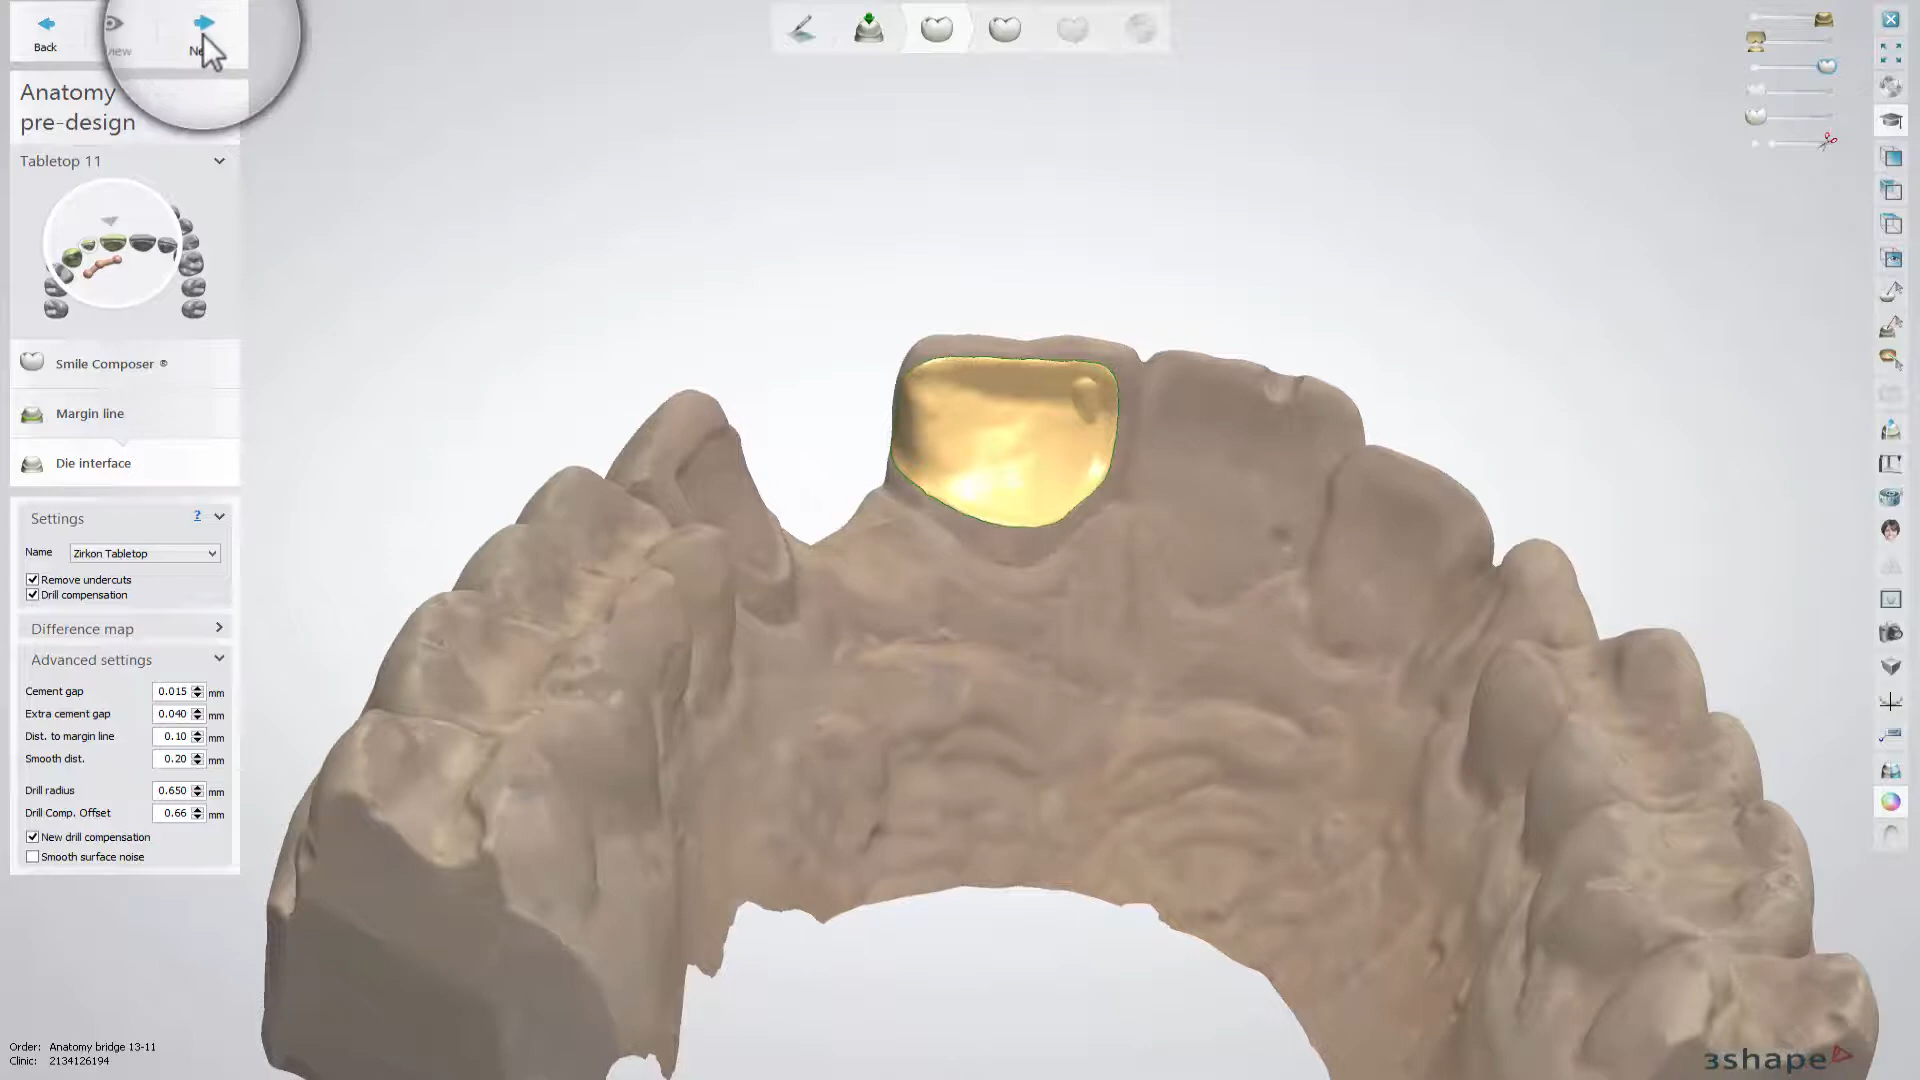 Back
Anatomy
pre-design
Tabletop 11
Smile Composer ®
Margin line
Die interface
Settings ?
Name Zirkon Tabletop
Remove undercuts
Drill compensation
Difference map
Advanced settings
Cement gap 0.015 mm
Extra cement gap 0.040 mm
Dist. to margin line 0.10 mm
Smooth dist. 0.20 mm
Drill radius 0.650 mm
Drill Comp. Offset 0.66 mm
New drill compensation
Smooth surface noise
Order: Anatomy bridge 13-11
Clinic: 2134126194
3shape